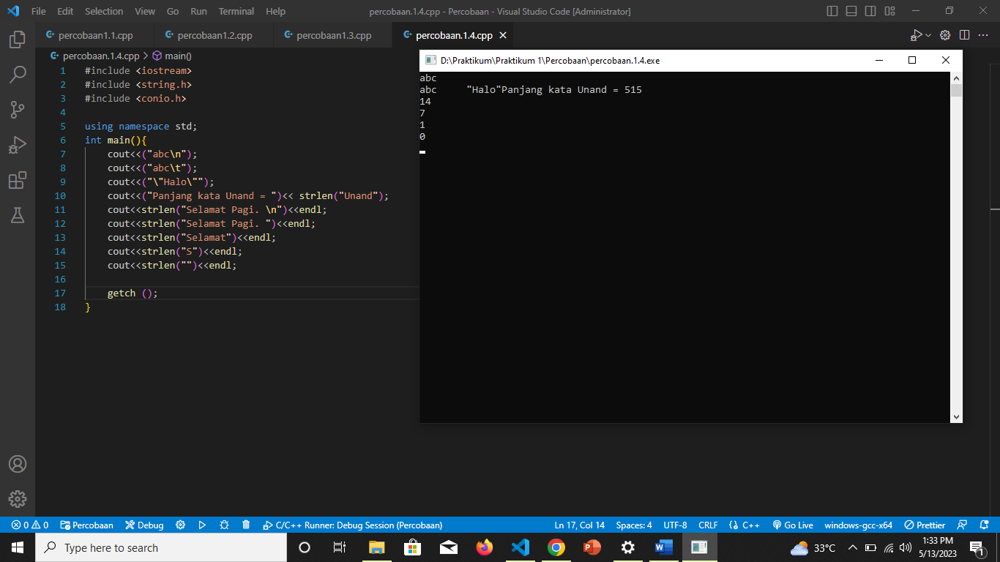 File Edit Selection View Go Run Terminal Help percobaan.1.4.cpp - Percobaan - Visual Studio Code [Administrator]
percobaan1.1.cpp percobaan1.2.cpp percobaan1.3.cpp percobaan.1.4.cpp
percobaan.1.4.cpp > main()
1 #include <iostream>
2 #include <string.h>
3 #include <conio.h>
4
5 using namespace std;
6 int main(){
7 cout<<("abc\n");
8 cout<<("abc\t");
9 cout<<("\"Halo\"");
10 cout<<("Panjang kata Unand = ")<< strlen("Unand");
11 cout<<strlen("Selamat Pagi. \n")<<endl;
12 cout<<strlen("Selamat Pagi. ")<<endl;
13 cout<<strlen("Selamat")<<endl;
14 cout<<strlen("S")<<endl;
15 cout<<strlen("")<<endl;
16
17 getch ();
18 }
D:\Praktikum\Praktikum 1\Percobaan\percobaan.1.4.exe
abc
abc "Halo"Panjang kata Unand = 515
14
7
1
0
0 0 Percobaan Debug C/C++ Runner: Debug Session (Percobaan) Ln 17, Col 14 Spaces: 4 UTF-8 CRLF {} C++ Go Live windows-gcc-x64 Prettier
Type here to search 33°C 1:33 PM
5/13/2023 1